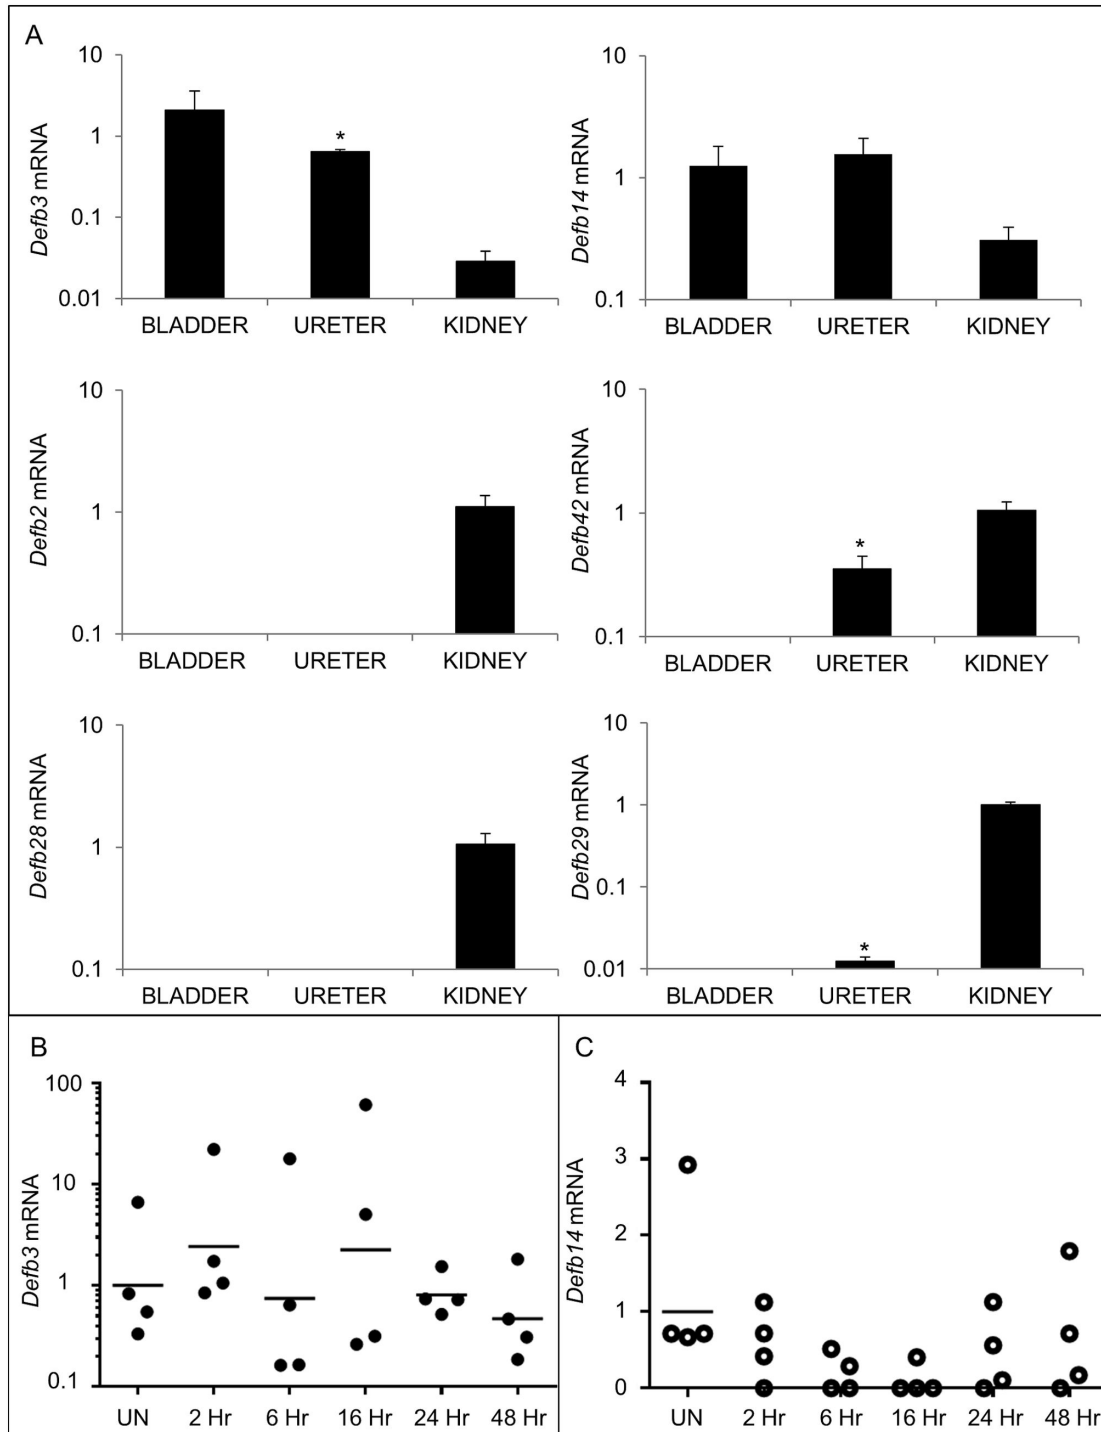 A
Defb3 mRNA
10
1
0.1
0.01
*
BLADDER URETER KIDNEY
Defb14 mRNA
10
1
0.1
BLADDER URETER KIDNEY
Defb2 mRNA
10
1
0.1
BLADDER URETER KIDNEY
Defb42 mRNA
10
1
0.1
*
BLADDER URETER KIDNEY
Defb28 mRNA
10
1
0.1
BLADDER URETER KIDNEY
Defb29 mRNA
10
1
0.1
0.01
*
BLADDER URETER KIDNEY
B
Defb3 mRNA
100
10
1
0.1
UN 2 Hr 6 Hr 16 Hr 24 Hr 48 Hr
C
Defb14 mRNA
4
3
2
1
0
UN 2 Hr 6 Hr 16 Hr 24 Hr 48 Hr